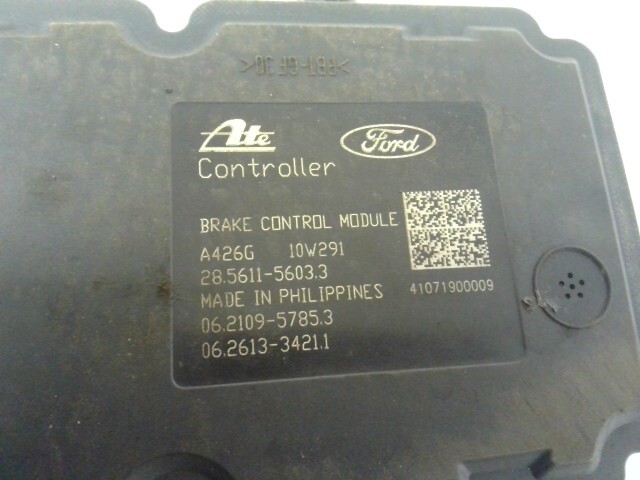 >PBT-GF30<
Ate
Ford
Controller
BRAKE CONTROL MODULE
A426G 10W291
28.5611-5603.3
MADE IN PHILIPPINES
41071900009
06.2109-5785.3
06.2613-3421.1